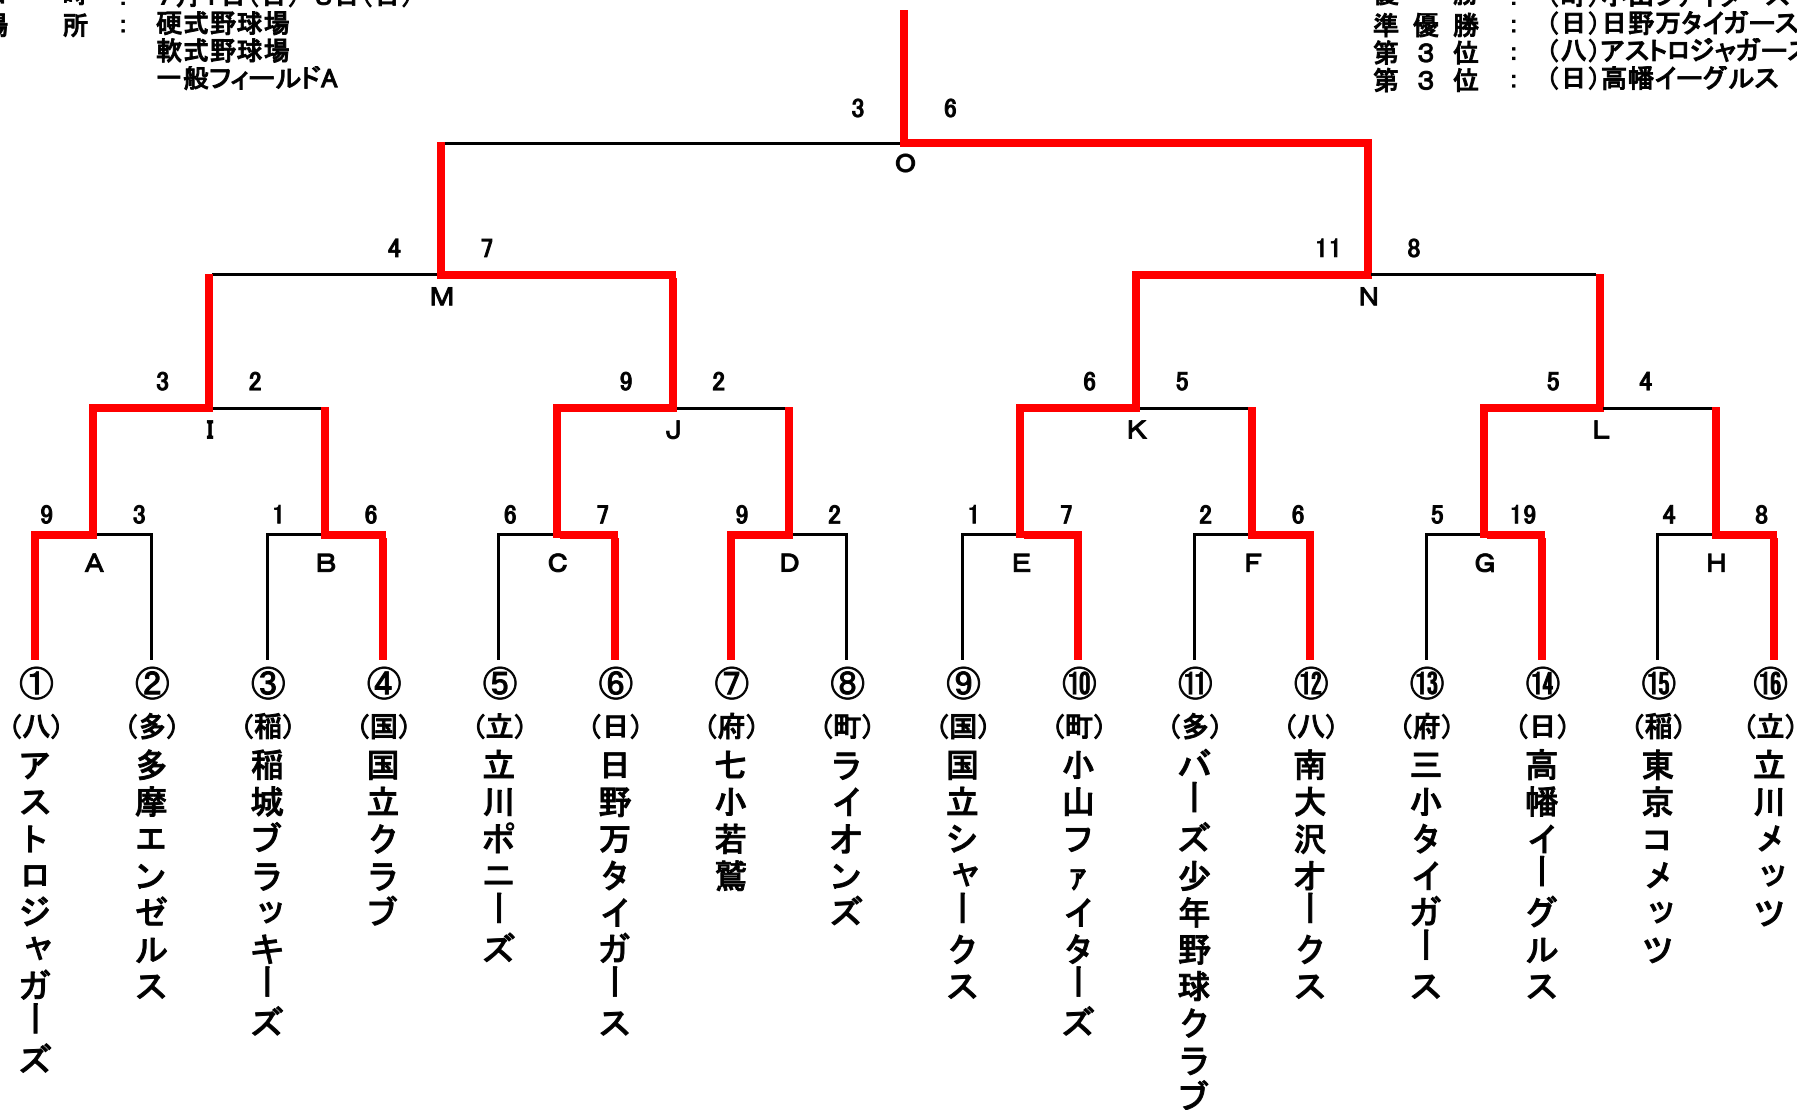 場　所　：　硬式野球場
軟式野球場
一般フィールドA
準優勝　：　（日）日野万タイガース
第３位　：　（八）アストロジャガーズ
第３位　：　（日）高幡イーグルス
3 6
O
4 7
M
11 8
N
3 2
I
9 2
J
6 5
K
5 4
L
9 3
A
1 6
B
6 7
C
9 2
D
1 7
E
2 6
F
5 19
G
4 8
H
①（八）アストロジャガーズ
②（多）多摩エンゼルス
③（稲）稲城ブラッキーズ
④（国）国立クラブ
⑤（立）立川ポニーズ
⑥（日）日野万タイガース
⑦（府）七小若鷲
⑧（町）ライオンズ
⑨（国）国立シャークス
⑩（町）小山ファイターズ
⑪（多）バーズ少年野球クラブ
⑫（八）南大沢オークス
⑬（府）三小タイガース
⑭（日）高幡イーグルス
⑮（稲）東京コメッツ
⑯（立）立川メッツ